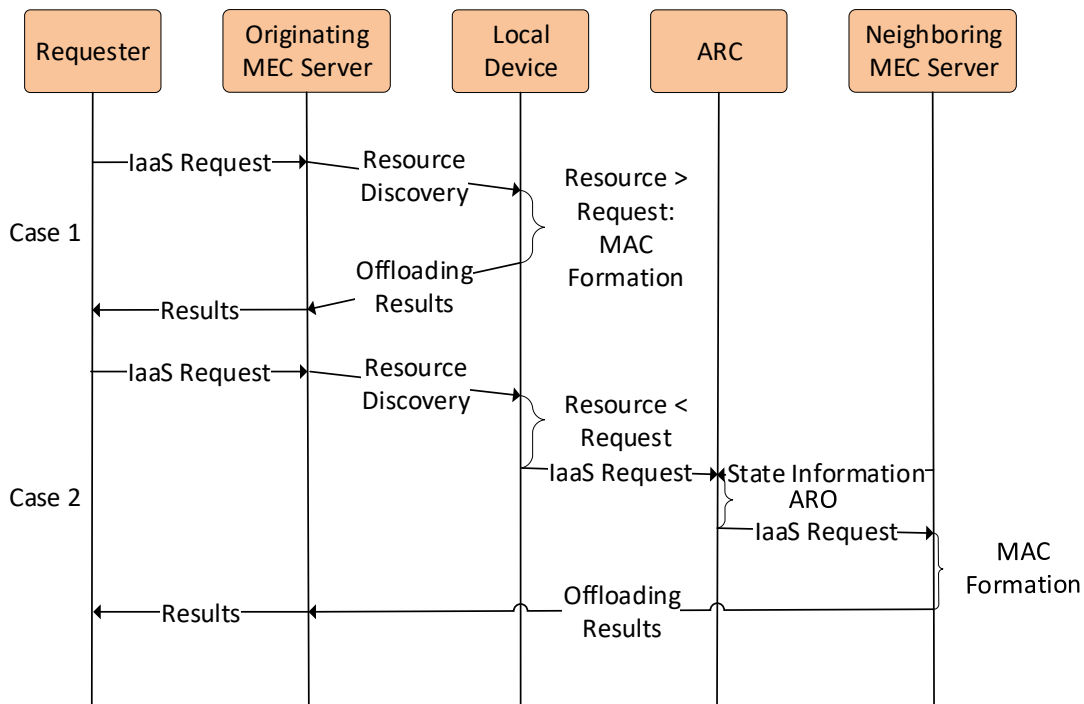 Requester
Originating
MEC Server
Local
Device
ARC
Neighboring
MEC Server
Case 1
IaaS Request
Resource
Discovery
Resource >
Request:
MAC
Formation
Offloading
Results
Results
Case 2
IaaS Request
Resource
Discovery
Resource <
Request
IaaS Request
State Information
ARO
IaaS Request
MAC
Formation
Offloading
Results
Results